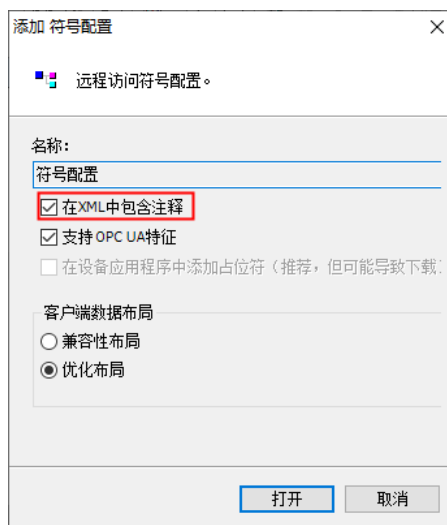 添加 符号配置
远程访问符号配置。
名称：
符号配置
在XML中包含注释
支持 OPC UA特征
在设备应用程序中添加占位符（推荐，但可能导致下载
客户端数据布局
兼容性布局
优化布局
打开
取消